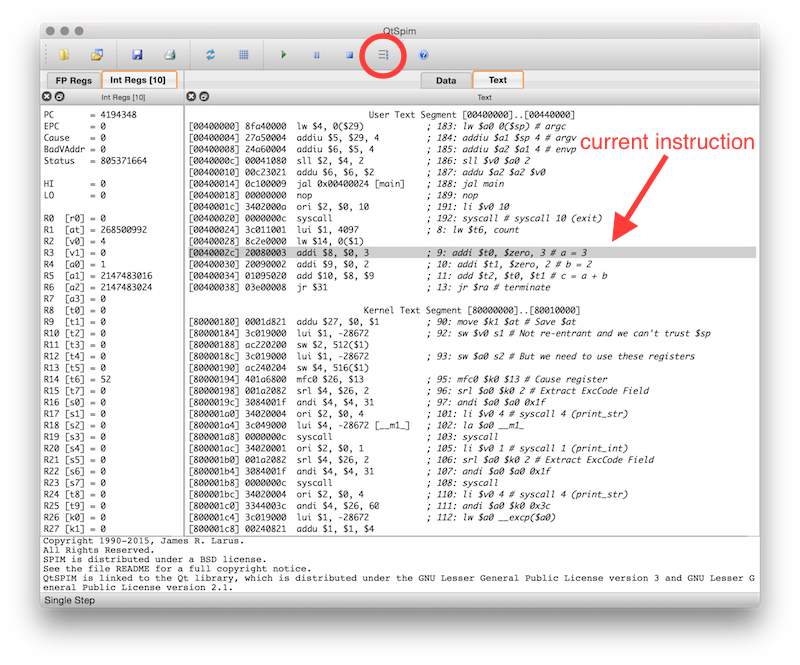 QtSpim
FP Regs
Int Regs [10]
Data
Text
Int Regs [10]
Text
PC = 4194348
EPC = 0
Cause = 0
BadVAddr = 0
Status = 805371664
HI = 0
LO = 0
R0 [r0] = 0
R1 [at] = 268500992
R2 [v0] = 4
R3 [v1] = 0
R4 [a0] = 1
R5 [a1] = 2147483016
R6 [a2] = 2147483024
R7 [a3] = 0
R8 [t0] = 0
R9 [t1] = 0
R10 [t2] = 0
R11 [t3] = 0
R12 [t4] = 0
R13 [t5] = 0
R14 [t6] = 52
R15 [t7] = 0
R16 [s0] = 0
R17 [s1] = 0
R18 [s2] = 0
R19 [s3] = 0
R20 [s4] = 0
R21 [s5] = 0
R22 [s6] = 0
R23 [s7] = 0
R24 [t8] = 0
R25 [t9] = 0
R26 [k0] = 0
R27 [k1] = 0
User Text Segment [00400000]..[00440000]
[00400000] 8fa40000 lw $4, 0($29) ; 183: lw $a0 0($sp) # argc
[00400004] 27a50004 addiu $5, $29, 4 ; 184: addiu $a1 $sp 4 # argv
[00400008] 24a60004 addiu $6, $5, 4 ; 185: addiu $a2 $a1 4 # envp
[0040000c] 00041080 sll $2, $4, 2 ; 186: sll $v0 $a0 2
[00400010] 00c23021 addu $6, $6, $2 ; 187: addu $a2 $a2 $v0
[00400014] 0c100009 jal 0x00400024 [main] ; 188: jal main
[00400018] 00000000 nop ; 189: nop
[0040001c] 3402000a ori $2, $0, 10 ; 191: li $v0 10
[00400020] 0000000c syscall ; 192: syscall # syscall 10 (exit)
[00400024] 3c011001 lui $1, 4097 ; 8: lw $t6, count
[00400028] 8c2e0000 lw $14, 0($1)
[0040002c] 20080003 addi $8, $0, 3 ; 9: addi $t0, $zero, 3 # a = 3
[00400030] 20090002 addi $9, $0, 2 ; 10: addi $t1, $zero, 2 # b = 2
[00400034] 01095020 add $10, $8, $9 ; 11: add $t2, $t0, $t1 # c = a + b
[00400038] 03e00008 jr $31 ; 13: jr $ra # terminate
current instruction
Kernel Text Segment [80000000]..[80010000]
[80000180] 0001d821 addu $27, $0, $1 ; 90: move $k1 $at # Save $at
[80000184] 3c019000 lui $1, -28672 ; 92: sw $v0 s1 # Not re-entrant and we can't trust $sp
[80000188] ac220200 sw $2, 512($1)
[8000018c] 3c019000 lui $1, -28672 ; 93: sw $a0 s2 # But we need to use these registers
[80000190] ac240204 sw $4, 516($1)
[80000194] 401a6800 mfc0 $26, $13 ; 95: mfc0 $k0 $13 # Cause register
[80000198] 001a2082 srl $4, $26, 2 ; 96: srl $a0 $k0 2 # Extract ExcCode Field
[8000019c] 3084001f andi $4, $4, 31 ; 97: andi $a0 $a0 0x1f
[800001a0] 34020004 ori $2, $0, 4 ; 101: li $v0 4 # syscall 4 (print_str)
[800001a4] 3c049000 lui $4, -28672 [__m1_] ; 102: la $a0 __m1_
[800001a8] 0000000c syscall ; 103: syscall
[800001ac] 34020001 ori $2, $0, 1 ; 105: li $v0 1 # syscall 1 (print_int)
[800001b0] 001a2082 srl $4, $26, 2 ; 106: srl $a0 $k0 2 # Extract ExcCode Field
[800001b4] 3084001f andi $4, $4, 31 ; 107: andi $a0 $a0 0x1f
[800001b8] 0000000c syscall ; 108: syscall
[800001bc] 34020004 ori $2, $0, 4 ; 110: li $v0 4 # syscall 4 (print_str)
[800001c0] 3344003c andi $4, $26, 60 ; 111: andi $a0 $k0 0x3c
[800001c4] 3c019000 lui $1, -28672 ; 112: lw $a0 __excp($a0)
[800001c8] 00240821 addu $1, $1, $4
Copyright 1990-2015, James R. Larus.
All Rights Reserved.
SPIM is distributed under a BSD license.
See the file README for a full copyright notice.
QtSPIM is linked to the Qt library, which is distributed under the GNU Lesser General Public License version 3 and GNU Lesser G
eneral Public License version 2.1.
Single Step